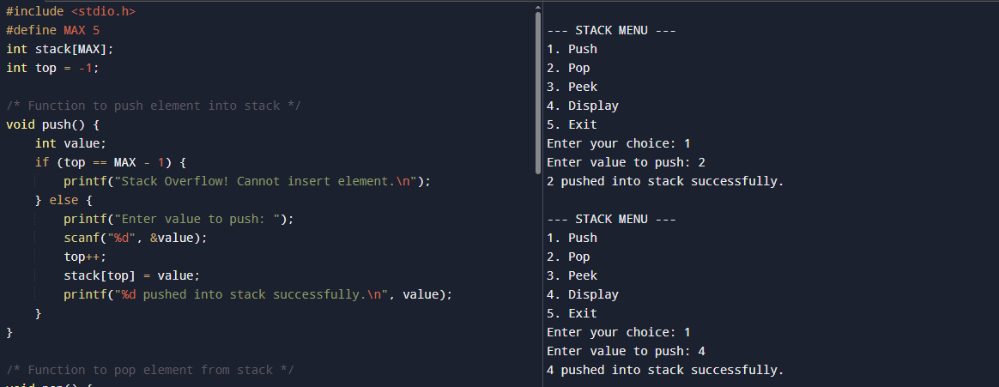 #include <stdio.h>
#define MAX 5
int stack[MAX];
int top = -1;
/* Function to push element into stack */
void push() {
    int value;
    if (top == MAX - 1) {
        printf("Stack Overflow! Cannot insert element.\n");
    } else {
        printf("Enter value to push: ");
        scanf("%d", &value);
        top++;
        stack[top] = value;
        printf("%d pushed into stack successfully.\n", value);
    }
}
/* Function to pop element from stack */
--- STACK MENU ---
1. Push
2. Pop
3. Peek
4. Display
5. Exit
Enter your choice: 1
Enter value to push: 2
2 pushed into stack successfully.
--- STACK MENU ---
1. Push
2. Pop
3. Peek
4. Display
5. Exit
Enter your choice: 1
Enter value to push: 4
4 pushed into stack successfully.